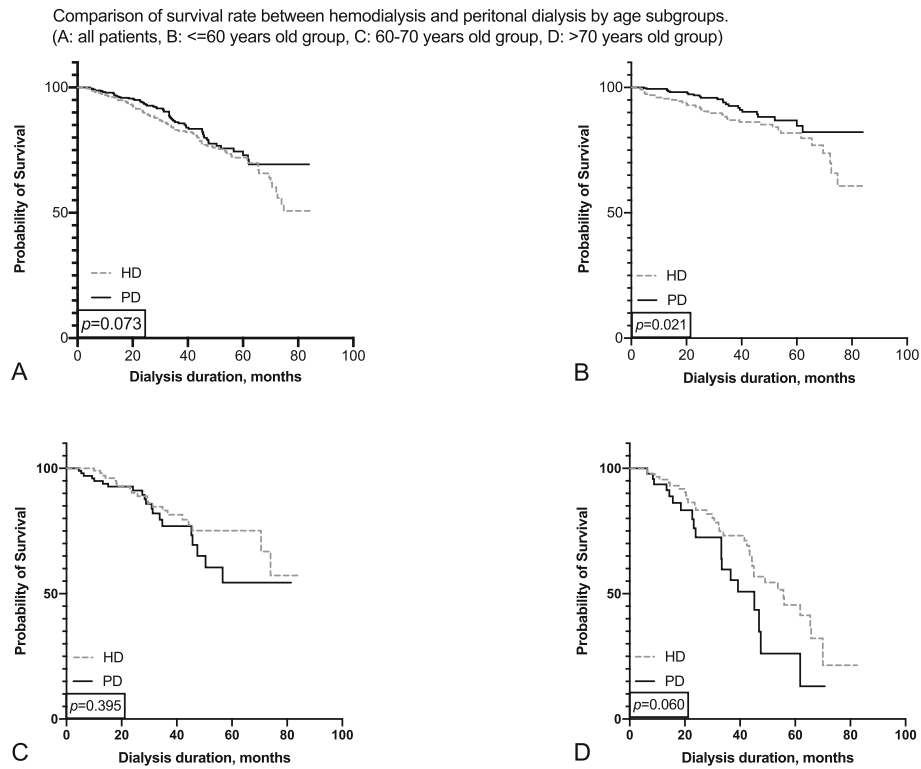 Comparison of survival rate between hemodialysis and peritonal dialysis by age subgroups.
(A: all patients, B: <=60 years old group, C: 60-70 years old group, D: >70 years old group)
100
50
0
Probability of Survival
HD
PD
p=0.073
0 20 40 60 80 100
Dialysis duration, months
A
100
50
0
Probability of Survival
HD
PD
p=0.021
0 20 40 60 80 100
Dialysis duration, months
B
100
50
0
Probability of Survival
HD
PD
p=0.395
0 20 40 60 80 100
Dialysis duration, months
C
100
50
0
Probability of Survival
HD
PD
p=0.060
0 20 40 60 80 100
Dialysis duration, months
D